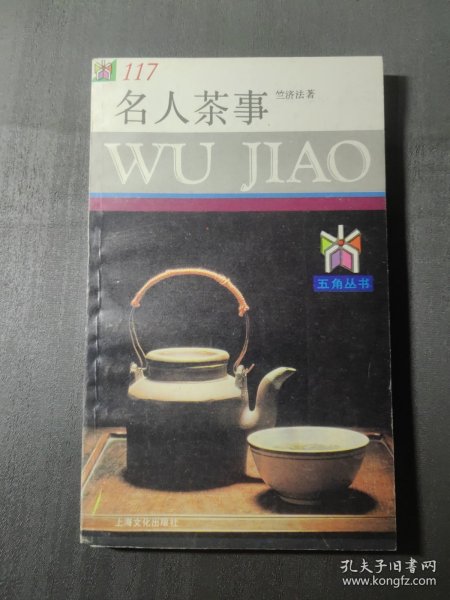 117
名人茶事 竺济法著
WU JIAO
五角丛书
上海文化出版社
孔夫子旧书网
www.kongfz.com